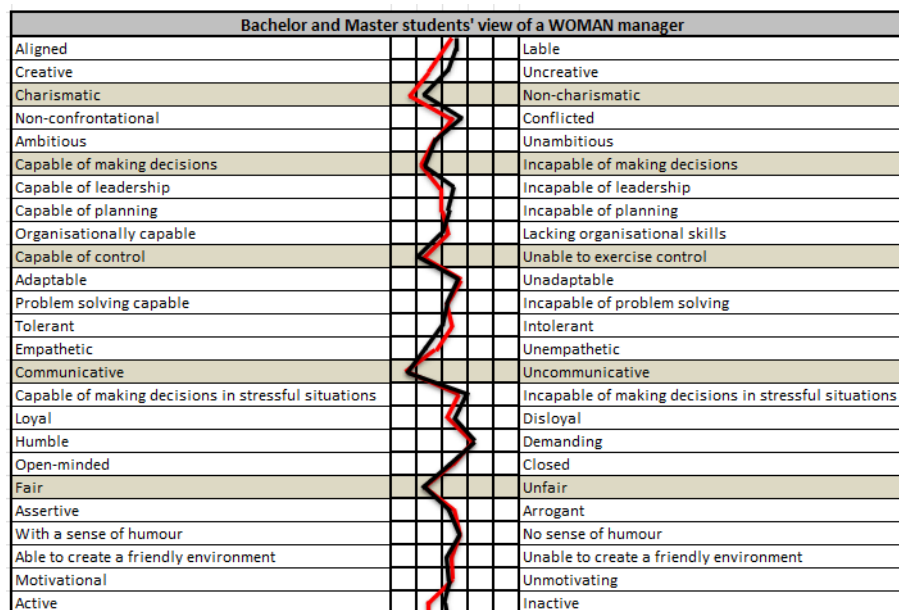 Bachelor and Master students' view of a WOMAN manager
Aligned Lable
Creative Uncreative
Charismatic Non-charismatic
Non-confrontational Conflicted
Ambitious Unambitious
Capable of making decisions Incapable of making decisions
Capable of leadership Incapable of leadership
Capable of planning Incapable of planning
Organisationally capable Lacking organisational skills
Capable of control Unable to exercise control
Adaptable Unadaptable
Problem solving capable Incapable of problem solving
Tolerant Intolerant
Empathetic Unempathetic
Communicative Uncommunicative
Capable of making decisions in stressful situations Incapable of making decisions in stressful situations
Loyal Disloyal
Humble Demanding
Open-minded Closed
Fair Unfair
Assertive Arrogant
With a sense of humour No sense of humour
Able to create a friendly environment Unable to create a friendly environment
Motivational Unmotivating
Active Inactive